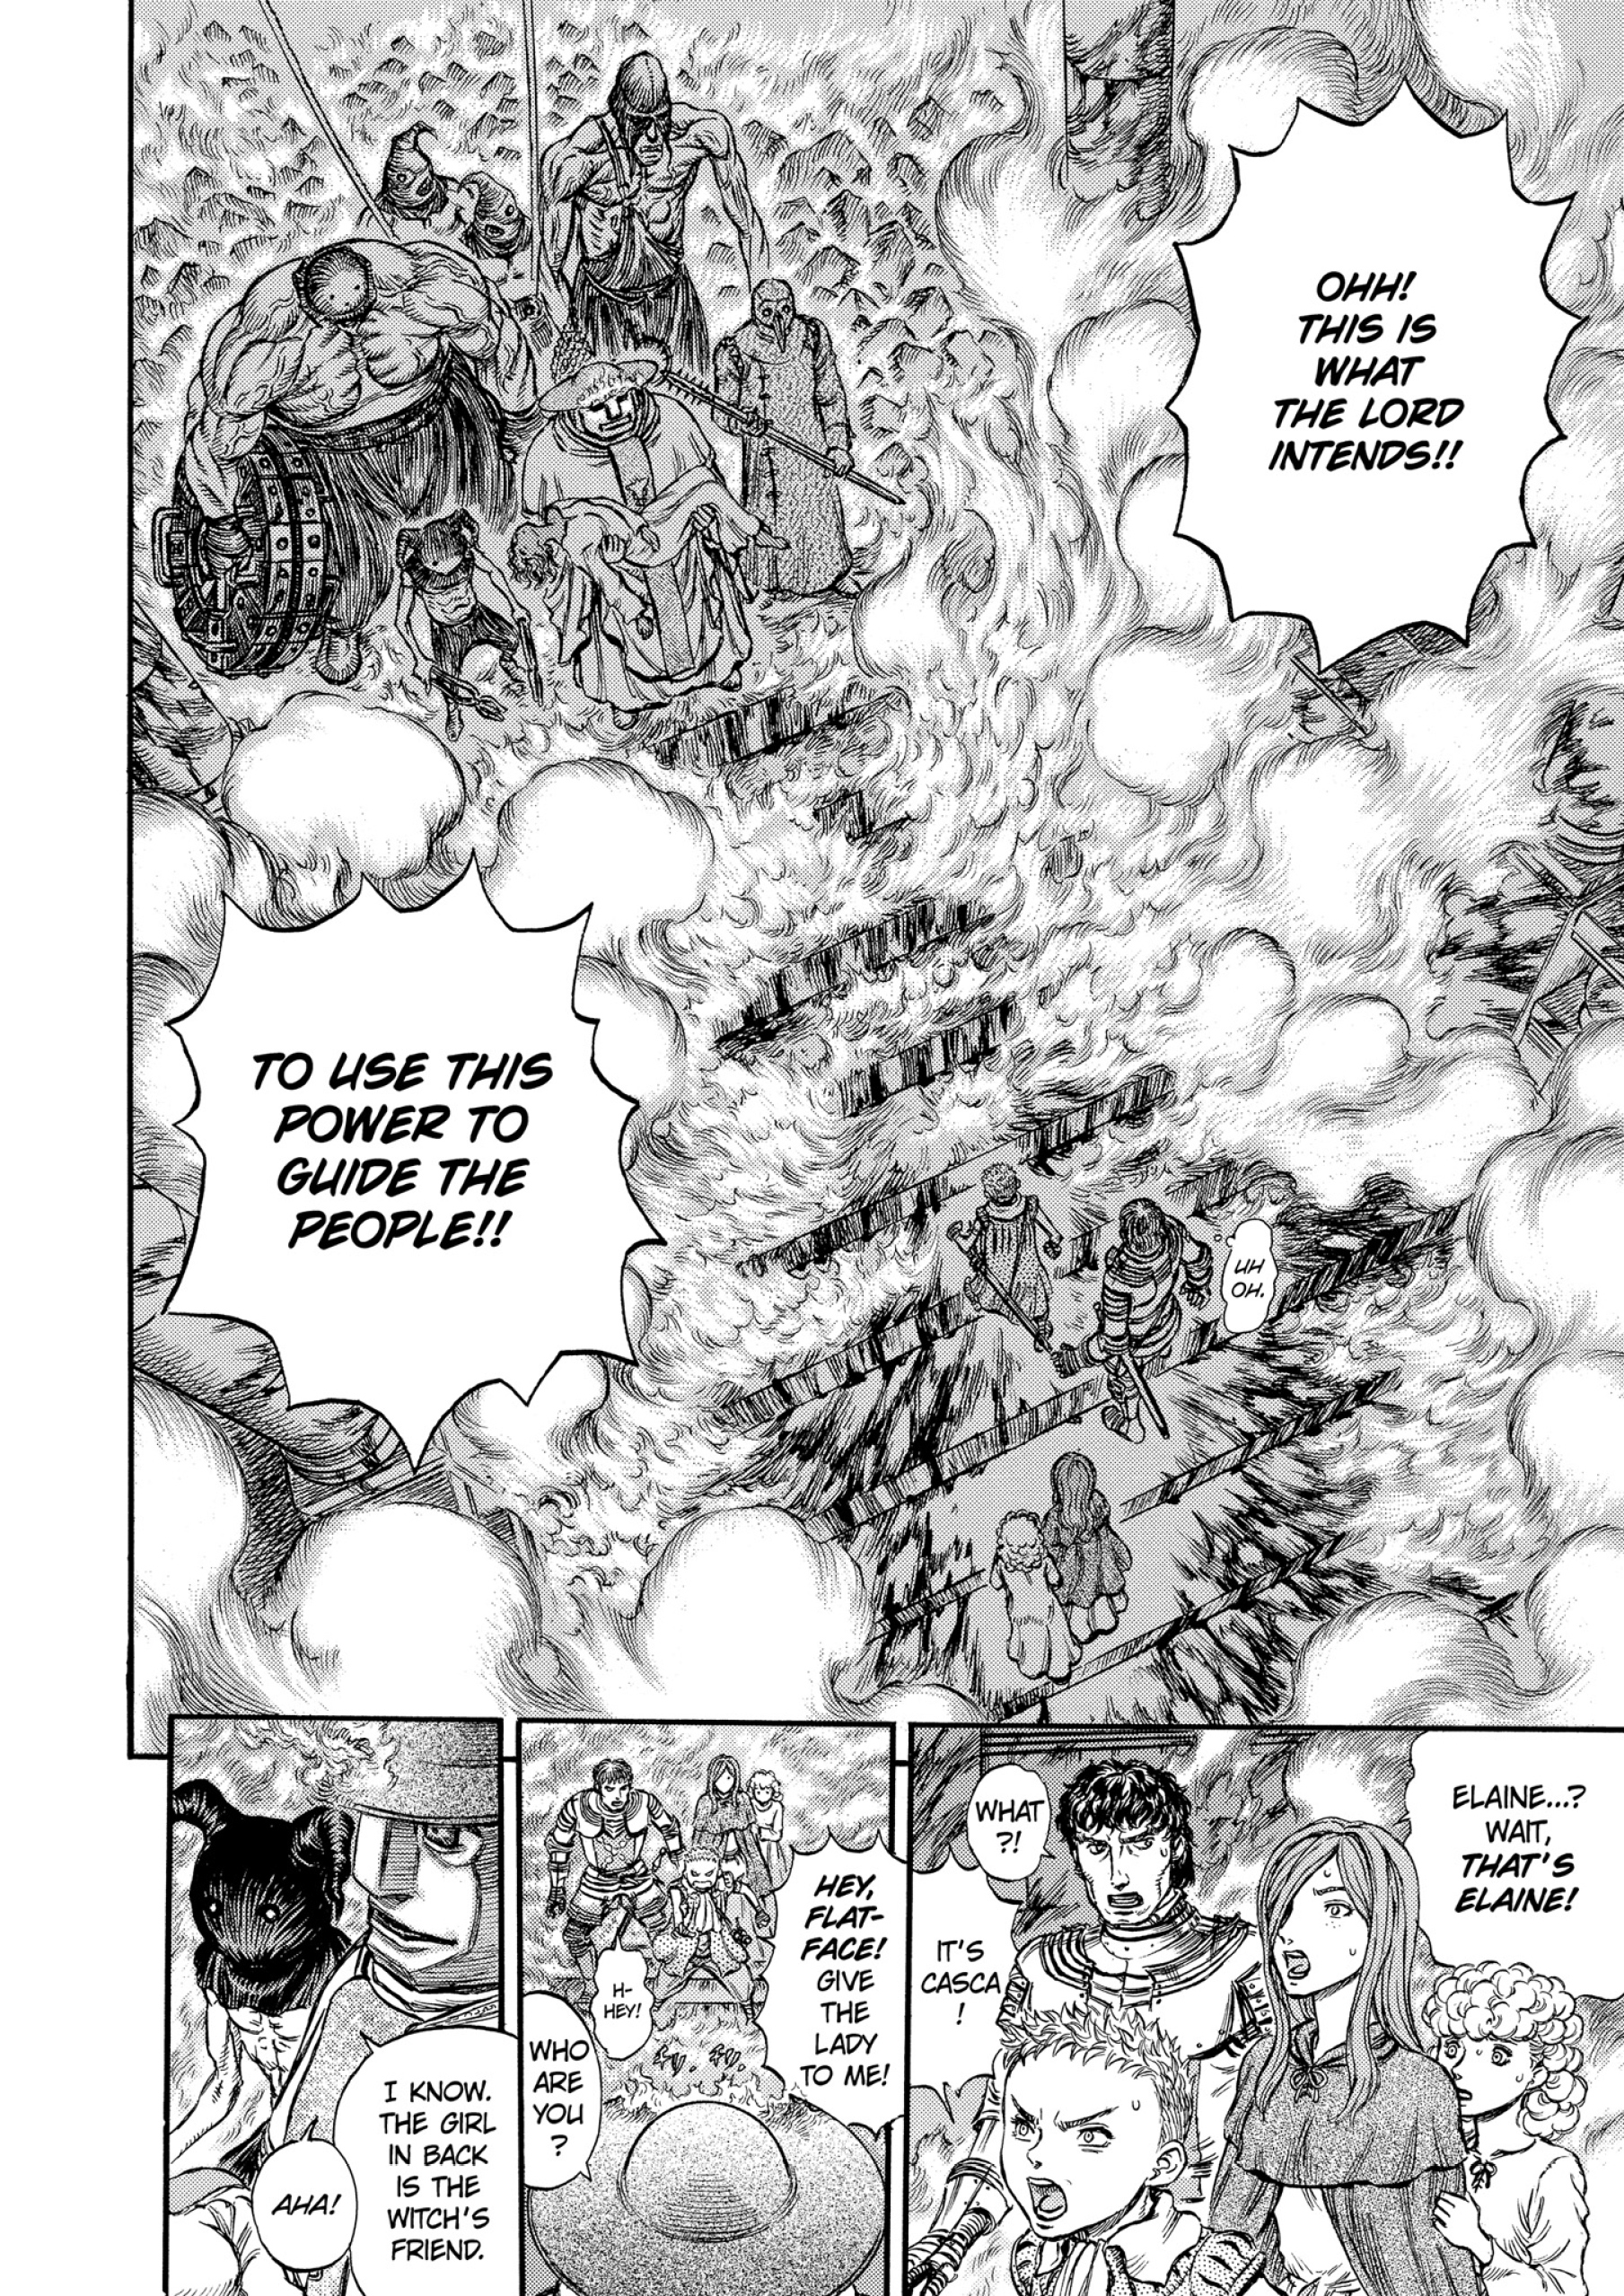 OHH!
THIS IS
WHAT
THE LORD
INTENDS!!
TO USE THIS
POWER TO
GUIDE THE
PEOPLE!!
UH
OH.
ELAINE...?
WAIT,
THAT'S
ELAINE!
WHAT
?!
IT'S
CASCA
!
HEY,
FLAT-
FACE!
GIVE
THE
LADY
TO ME!
H-
HEY!
WHO
ARE
YOU
?
I KNOW.
THE GIRL
IN BACK
IS THE
WITCH'S
FRIEND.
AHA!